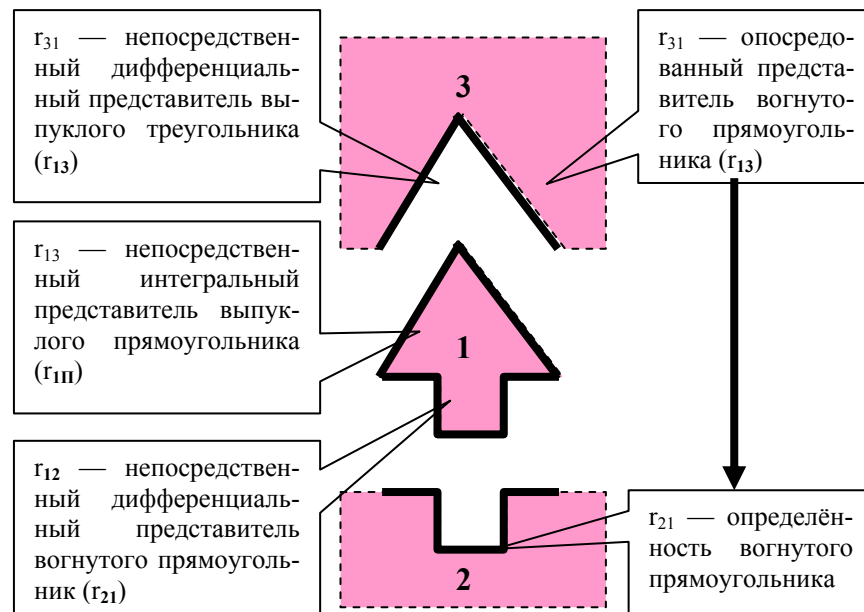 r₃₁ — непосредствен-
ный дифференциаль-
ный представитель вы-
пуклого треугольника
(r₁₃)
3
r₃₁ — опосредо-
ванный предста-
витель вогнуто-
го прямоуголь-
ника (r₁₃)
r₁₃ — непосредствен-
ный интегральный
представитель выпук-
лого прямоугольника
(r₁П)
1
r₁₂ — непосредствен-
ный дифференциаль-
ный представитель
вогнутого прямоуголь-
ник (r₂₁)
2
r₂₁ — определён-
ность вогнутого
прямоугольника